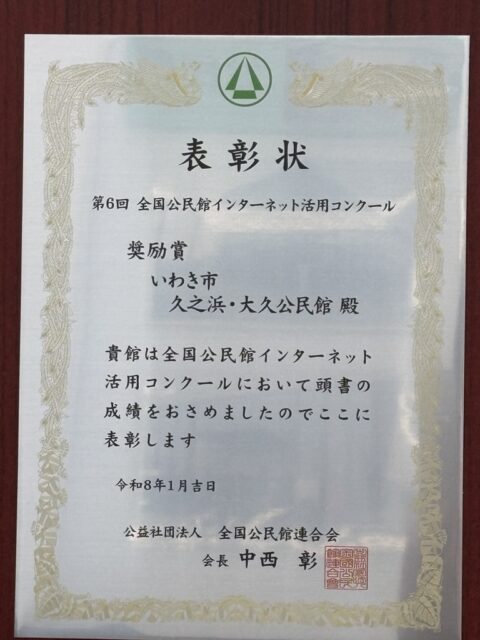 表彰状
第6回 全国公民館インターネット活用コンクール
奨励賞
いわき市
久之浜・大久公民館 殿
貴館は全国公民館インターネット
活用コンクールにおいて頭書の
成績をおさめましたのでここに
表彰します
令和8年1月吉日
公益社団法人 全国公民館連合会
会長 中西 彰